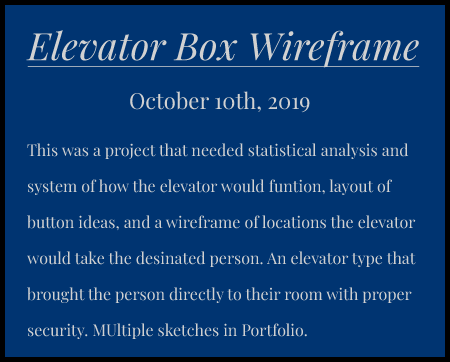 Elevator Box Wireframe
October 10th, 2019
This was a project that needed statistical analysis and
system of how the elevator would funtion, layout of
button ideas, and a wireframe of locations the elevator
would take the desinated person. An elevator type that
brought the person directly to their room with proper
security. MUltiple sketches in Portfolio.